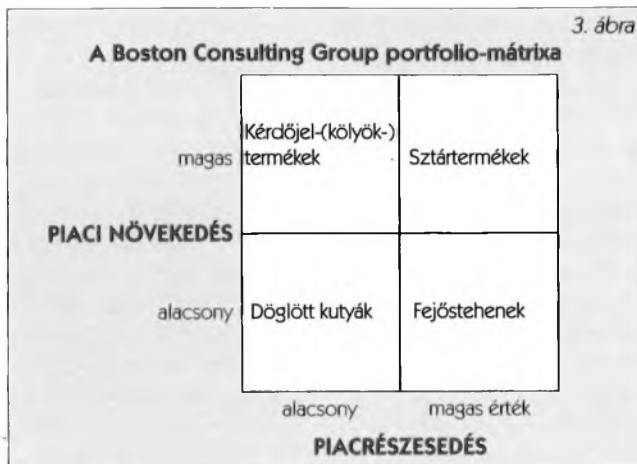 3. ábra
A Boston Consulting Group portfolio-mátrixa
Kérdőjel-(kölyök-)
magas termékek Sztártermékek
PIACI NÖVEKEDÉS
alacsony Döglött kutyák Fejőstehenek
alacsony magas érték
PIACRÉSZESEDÉS